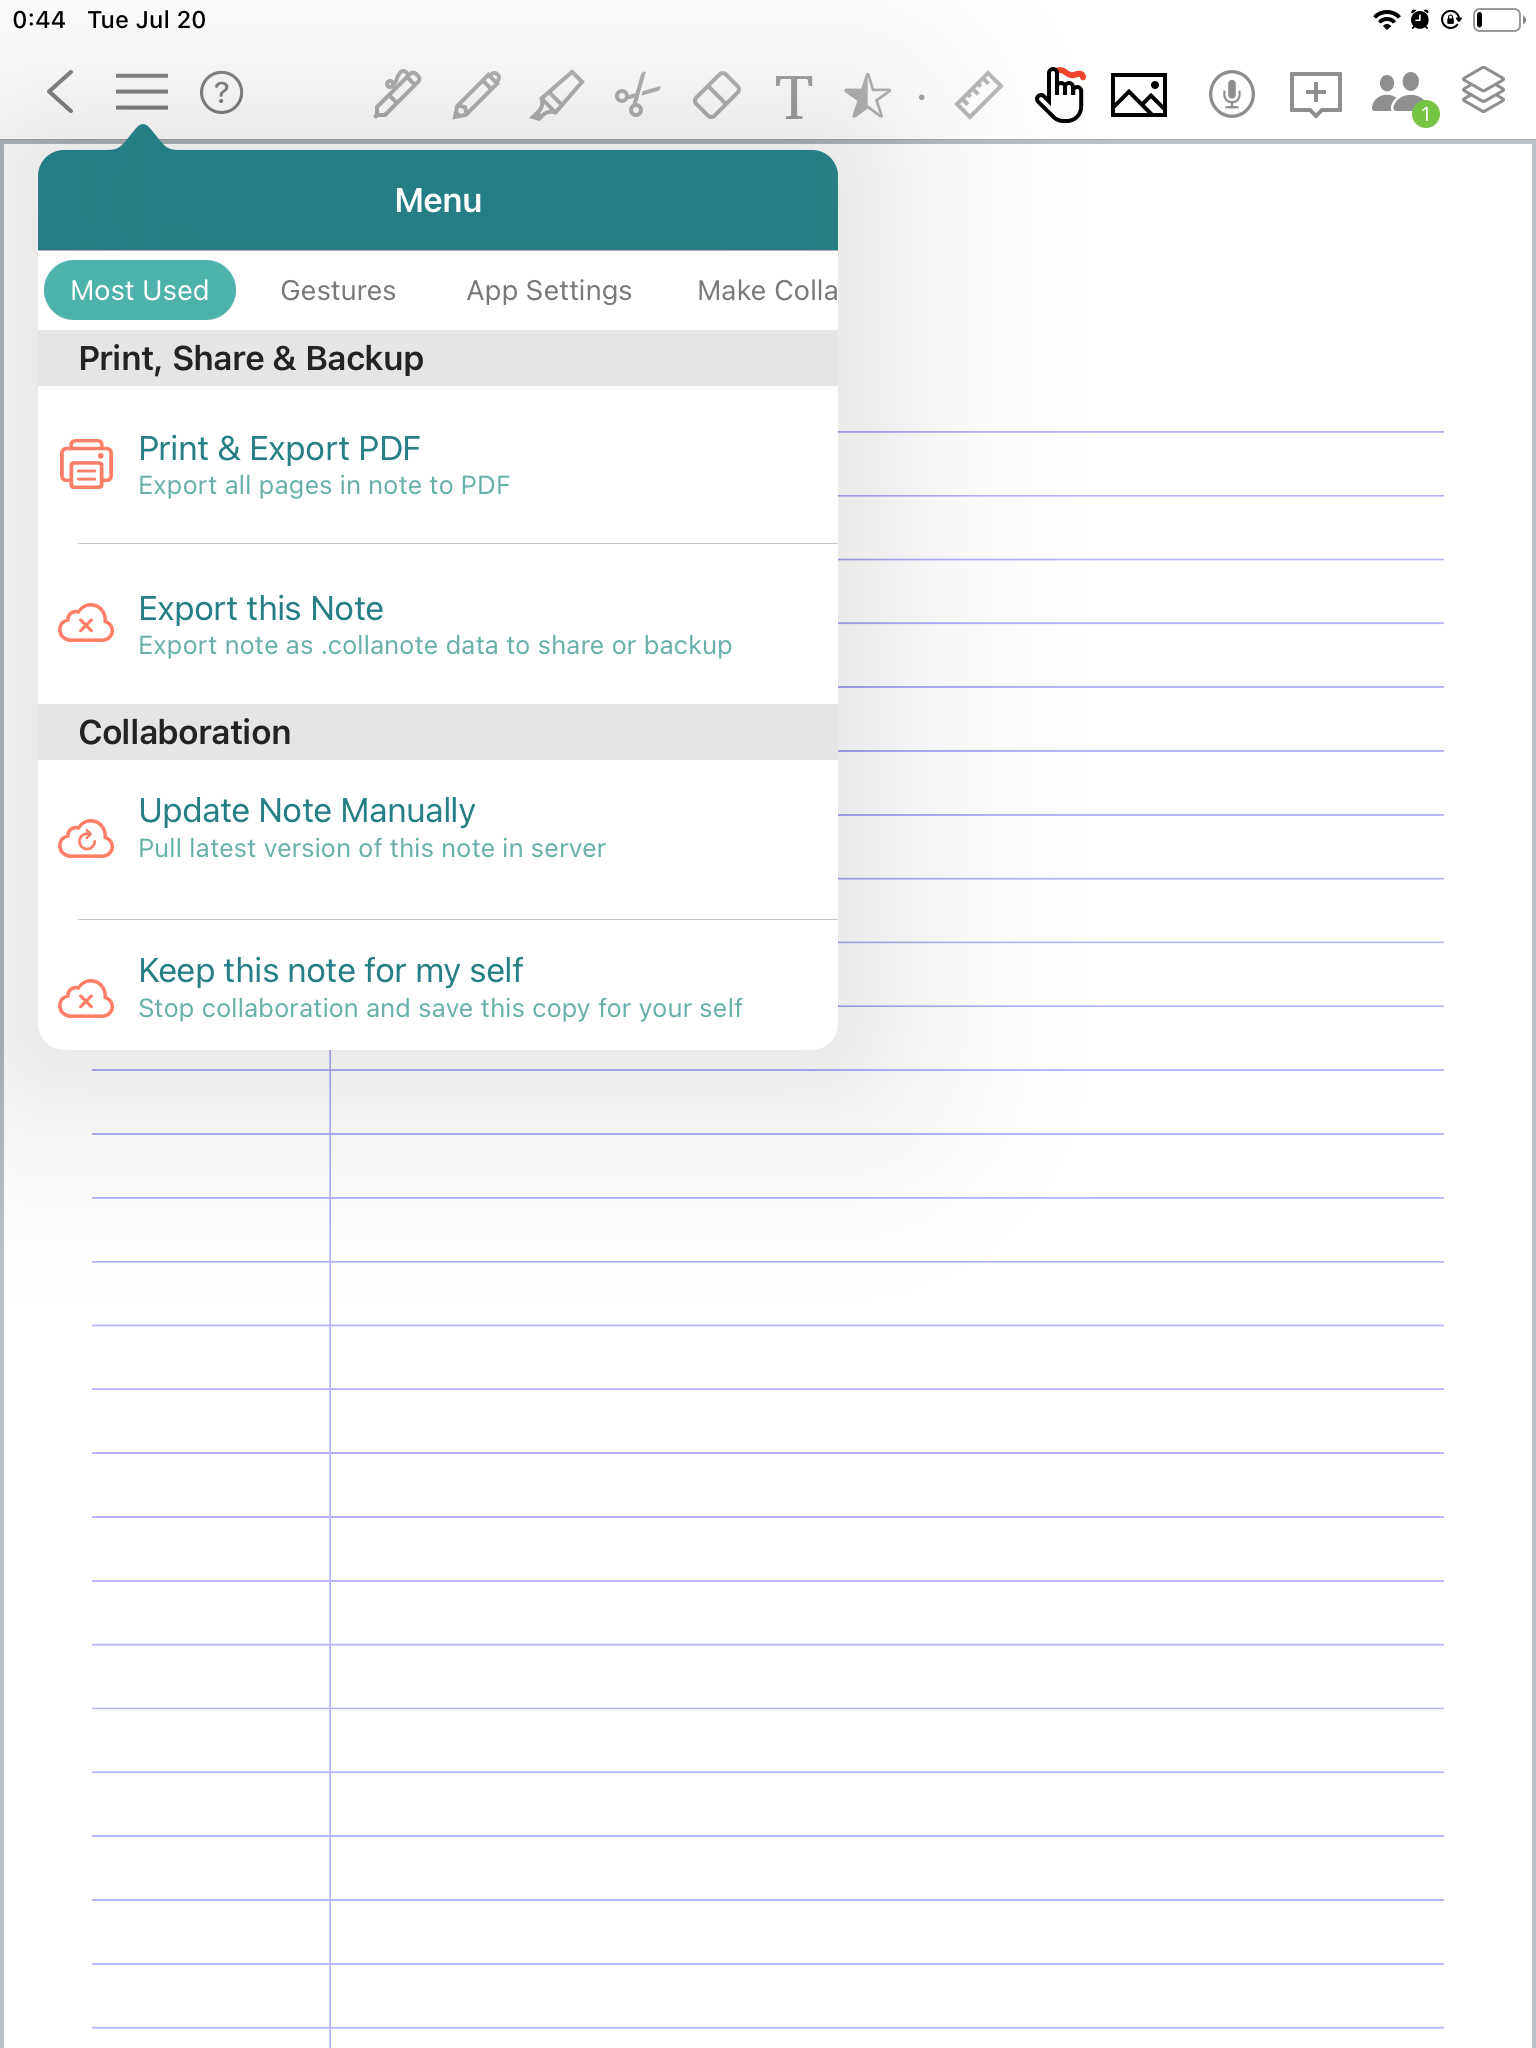 0:44 Tue Jul 20
T
1
Menu
Most Used Gestures App Settings Make Colla
Print, Share & Backup
Print & Export PDF
Export all pages in note to PDF
Export this Note
Export note as .collanote data to share or backup
Collaboration
Update Note Manually
Pull latest version of this note in server
Keep this note for my self
Stop collaboration and save this copy for your self